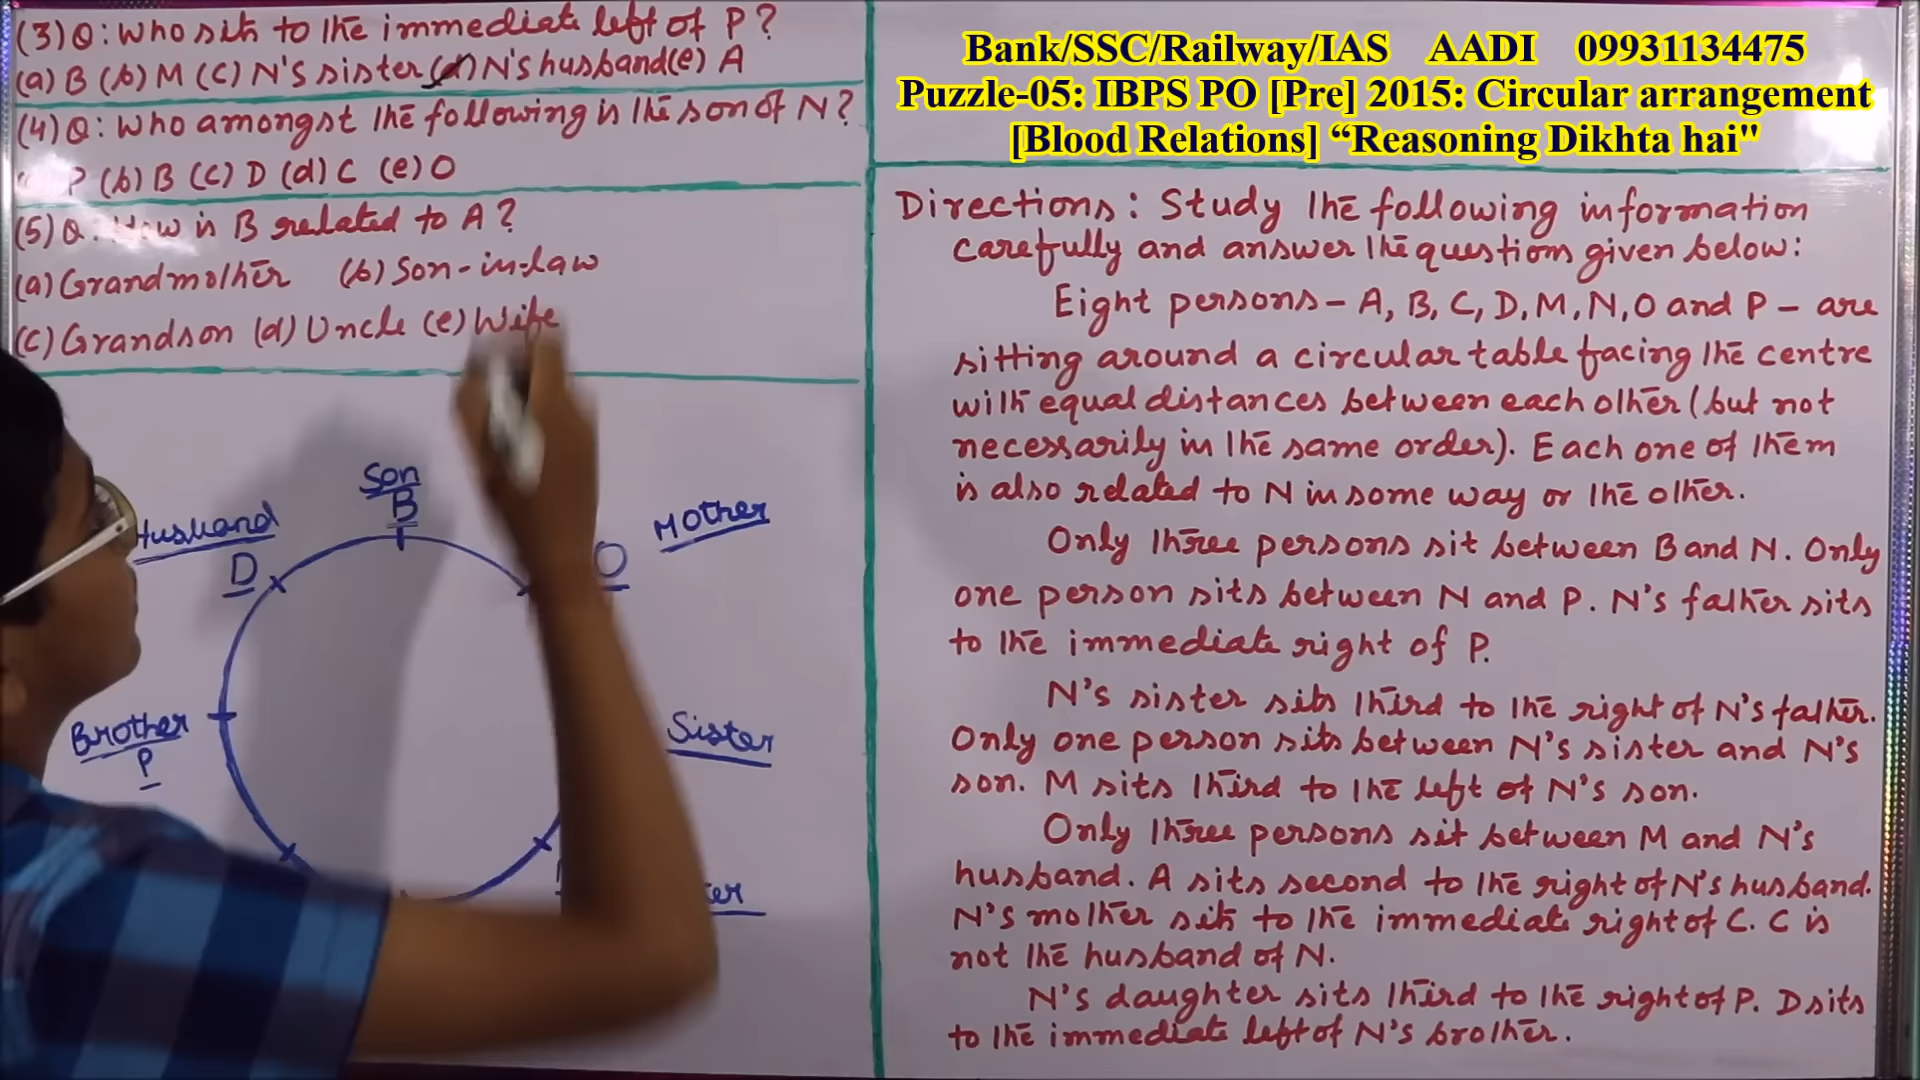 (3) Q: Who sits to the immediate left of P?
(a) B (b) M (c) N's sister (d) N's husband (e) A
(4) Q: Who amongst the following is the son of N?
P (b) B (c) D (d) C (e) O
(5) Q: How is B related to A?
(a) Grandmother (b) Son-in-law
(c) Grandson (d) Uncle (e) Wife
Son
B
Husband
D
O
Mother
Brother
P
Sister
Bank/SSC/Railway/IAS AADI 09931134475
Puzzle-05: IBPS PO [Pre] 2015: Circular arrangement
[Blood Relations] “Reasoning Dikhta hai"
Directions: Study the following information
carefully and answer the questions given below:
Eight persons - A, B, C, D, M, N, O and P - are
sitting around a circular table facing the centre
with equal distances between each other (but not
necessarily in the same order). Each one of them
is also related to N in some way or the other.
Only three persons sit between B and N. Only
one person sits between N and P. N's father sits
to the immediate right of P.
N's sister sits third to the right of N's father.
Only one person sits between N's sister and N's
son. M sits third to the left of N's son.
Only three persons sit between M and N's
husband. A sits second to the right of N's husband.
N's mother sits to the immediate right of C. C is
not the husband of N.
N's daughter sits third to the right of P. D sits
to the immediate left of N's brother.